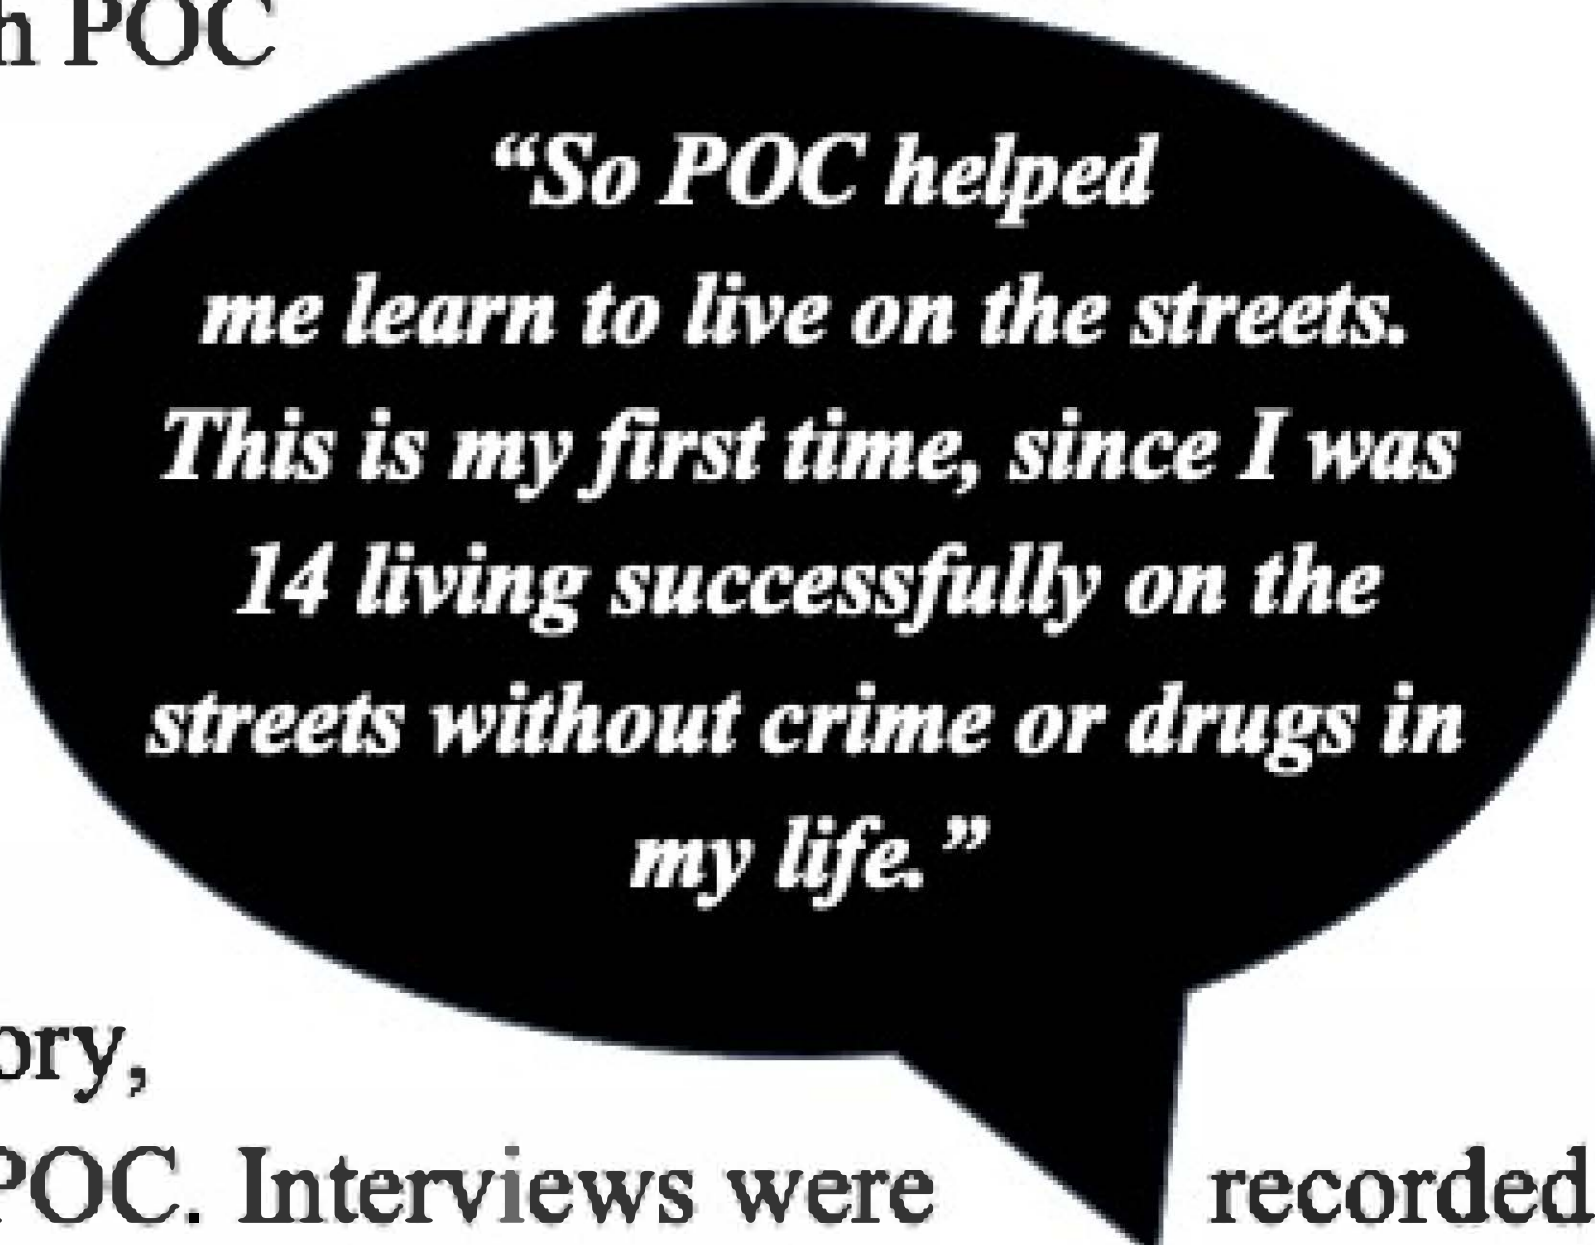 h POC
“So POC helped
me learn to live on the streets.
This is my first time, since I was
14 living successfully on the
streets without crime or drugs in
my life.”
ory,
POC. Interviews were recorded